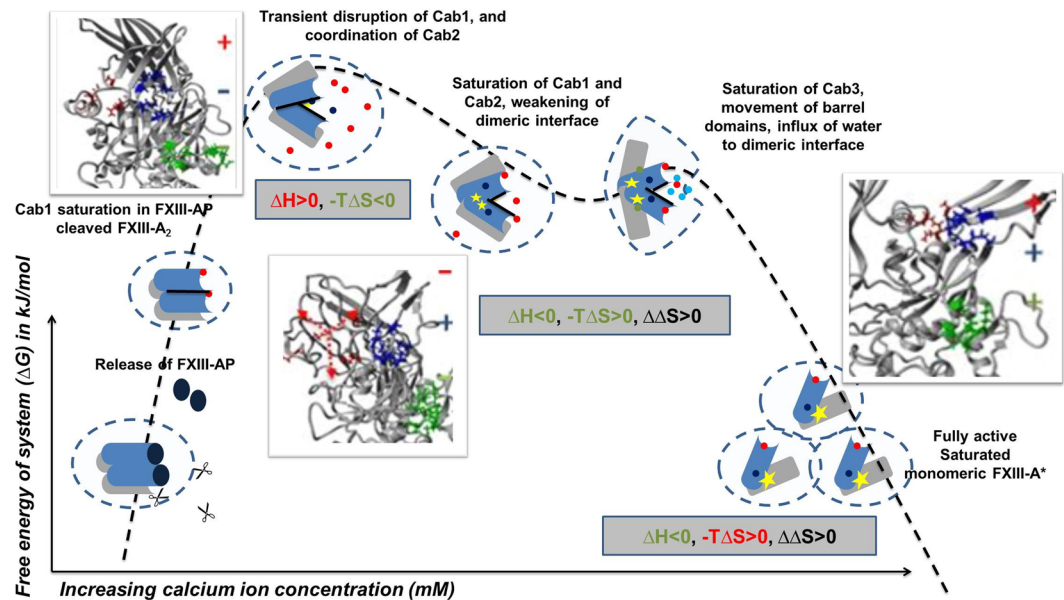 Transient disruption of Cab1, and
coordination of Cab2
+
−
Saturation of Cab1 and
Cab2, weakening of
dimeric interface
Saturation of Cab3,
movement of barrel
domains, influx of water
to dimeric interface
ΔH>0, -TΔS<0
Cab1 saturation in FXIII-AP
cleaved FXIII-A₂
−
+
+
+
+
ΔH<0, -TΔS>0, ΔΔS>0
Release of FXIII-AP
Fully active
Saturated
monomeric FXIII-A*
ΔH<0, -TΔS>0, ΔΔS>0
Free energy of system (ΔG) in kJ/mol
Increasing calcium ion concentration (mM)